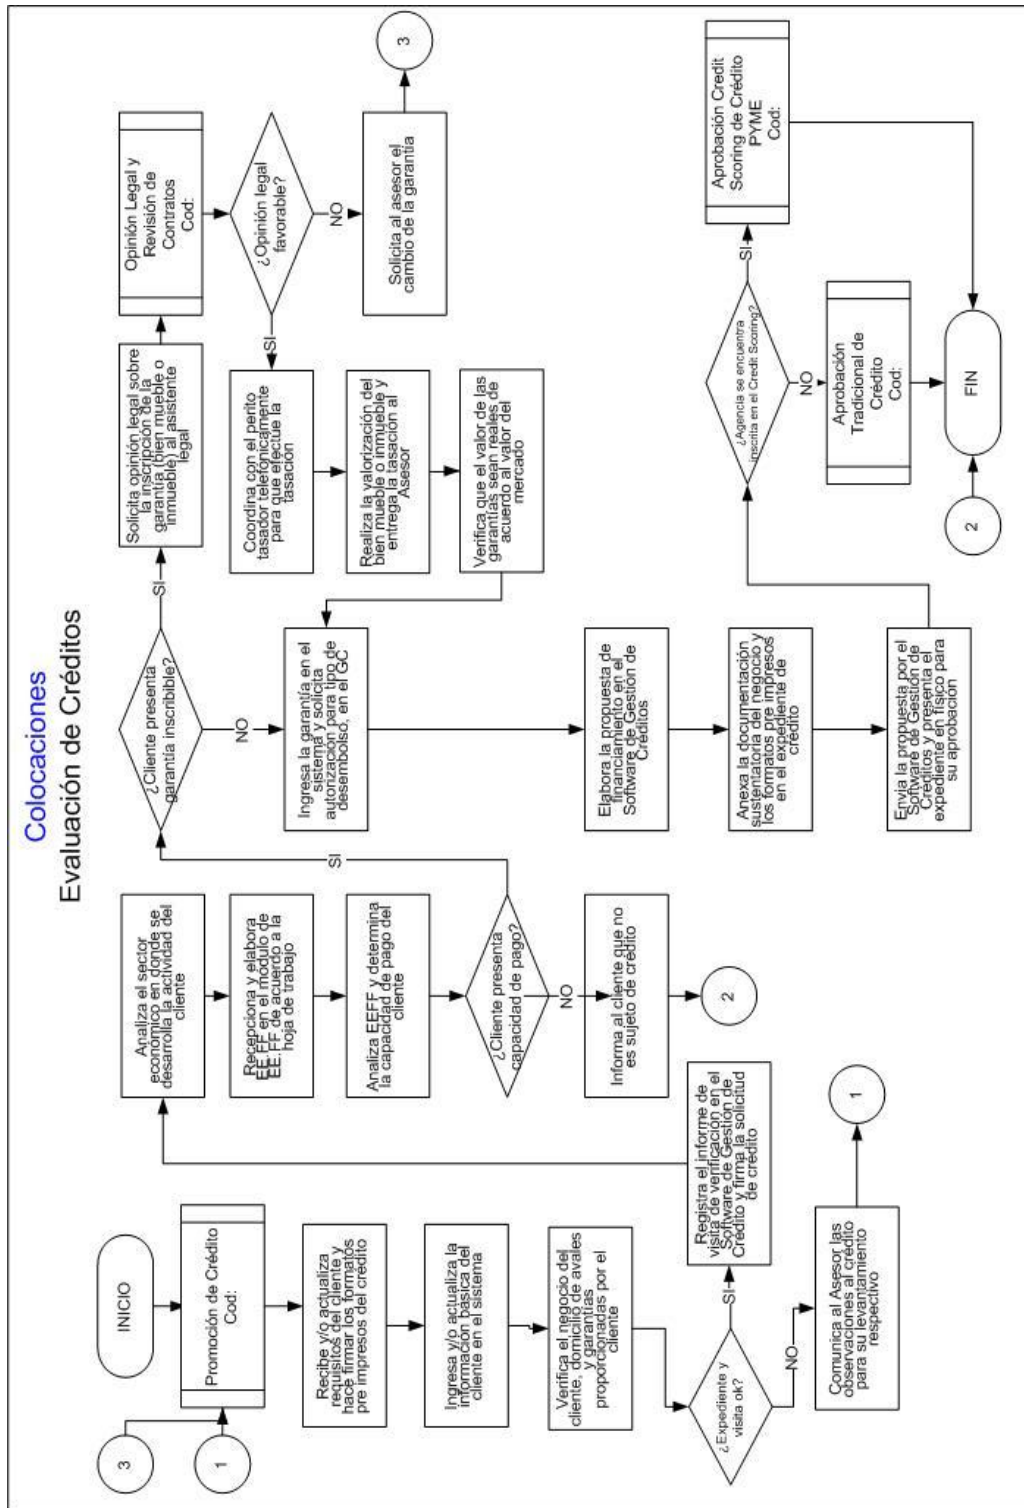 Colocaciones
Evaluación de Créditos
INICIO
3
1
Promoción de Crédito
Cod:
Recibe y/o actualiza
requisitos del cliente y
hace firmar los formatos
pre impresos del crédito
Ingresa y/o actualiza la
información básica del
cliente en el sistema
Verifica el negocio del
cliente, domicilio de avales
y garantías
proporcionadas por el
cliente
¿Expediente y
visita ok?
SI
NO
Registra el informe de
visita de verificación en el
Software de Gestión de
Crédito y firma la solicitud
de crédito
Comunica al Asesor las
observaciones al crédito
para su levantamiento
respectivo
1
Analiza el sector
económico en donde se
desarrolla la actividad del
cliente
Recepciona y elabora
EE.FF en el módulo de
EE.FF de acuerdo a la
hoja de trabajo
Analiza EEFF y determina
la capacidad de pago del
cliente
¿Cliente presenta
capacidad de pago?
SI
NO
Informa al cliente que no
es sujeto de crédito
2
¿Cliente presenta
garantía inscribible?
SI
NO
Ingresa la garantía en el
sistema y solicita
autorización para tipo de
desembolso, en el GC
Elabora la propuesta de
financiamiento en el
Software de Gestión de
Créditos
Anexa la documentación
sustentatoria del negocio y
los formatos pre impresos
en el expediente de
crédito
Envia la propuesta por el
Software de Gestión de
Créditos y presenta el
expediente en físico para
su aprobacion
Solicita opinión legal sobre
la inscripción de la
garantía (bien mueble o
inmueble) al asistente
legal
Opinión Legal y
Revisión de
Contratos
Cod:
¿Opinión legal
favorable?
SI
NO
Solicita al asesor el
cambio de la garantía
3
Coordina con el perito
tasador telefónicamente
para que efectue la
tasación
Realiza la valorización del
bien mueble o inmueble y
entrega la tasación al
Asesor
Verifica que el valor de las
garantías sean reales de
acuerdo al valor del
mercado
¿Agencia se encuentra
inscrita en el Credit Scoring?
SI
NO
Aprobación Credit
Scoring de Crédito
PYME
Cod:
Aprobación
Tradicional de
Crédito
Cod:
2
FIN